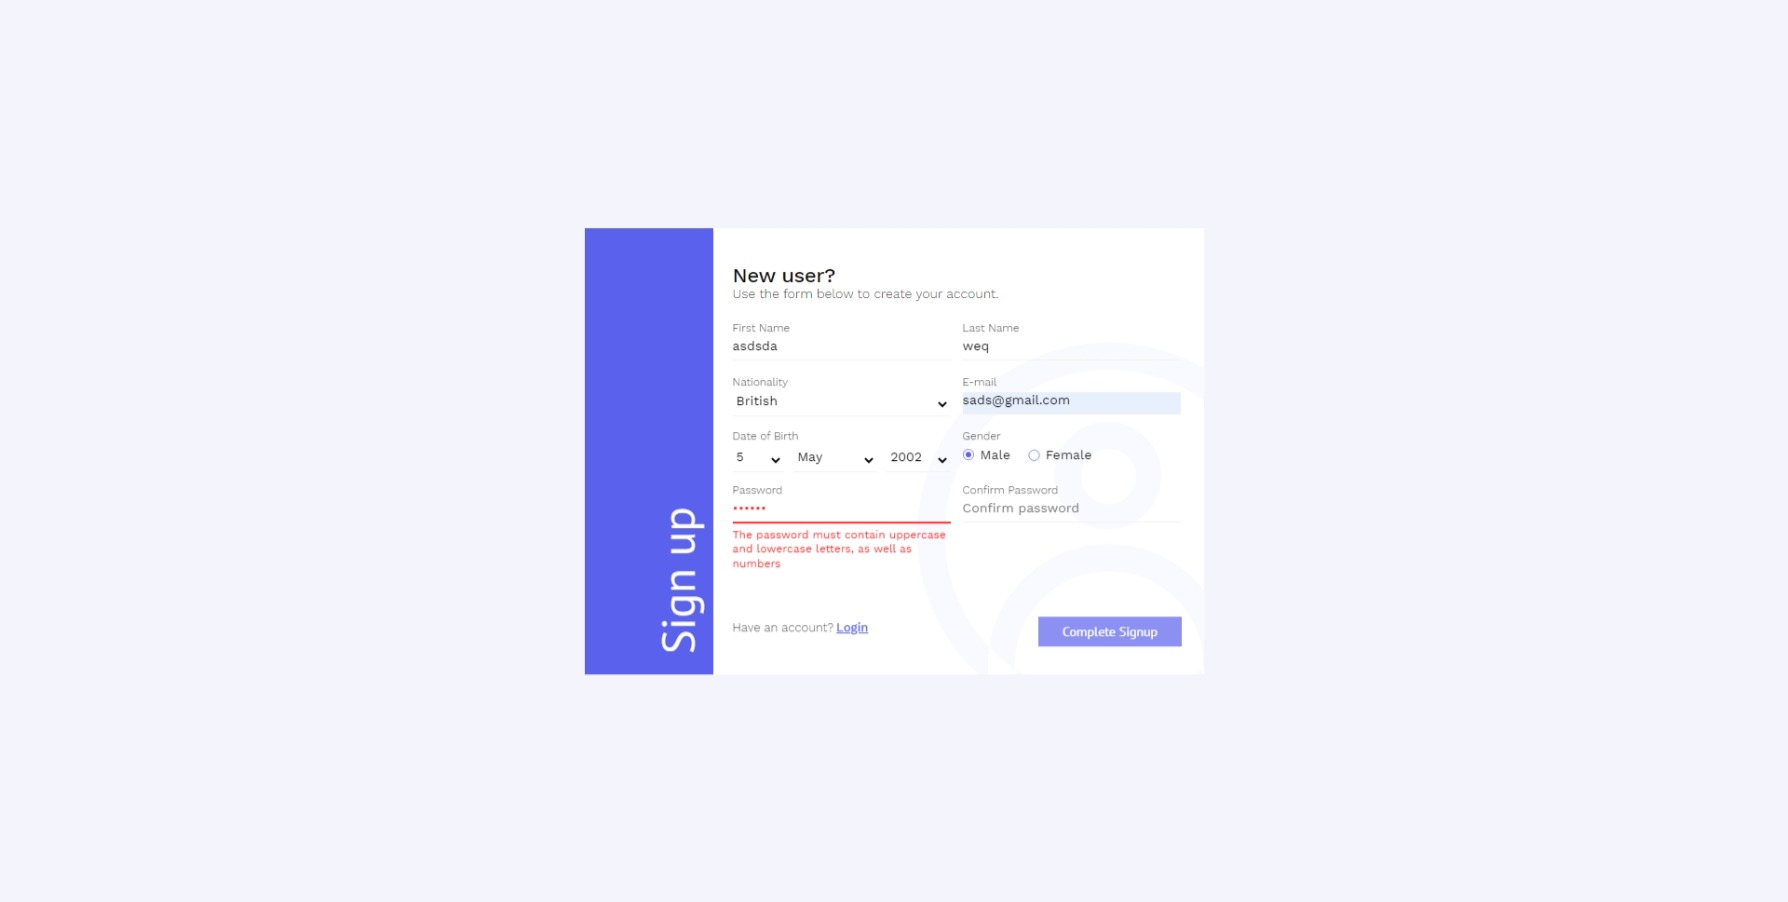 Sign up
New user?
Use the form below to create your account.
First Name
asdsda
Last Name
weq
Nationality
British
E-mail
sads@gmail.com
Date of Birth
5 May 2002
Gender
Male Female
Password
••••••
The password must contain uppercase
and lowercase letters, as well as
numbers
Confirm Password
Confirm password
Have an account? Login
Complete Signup